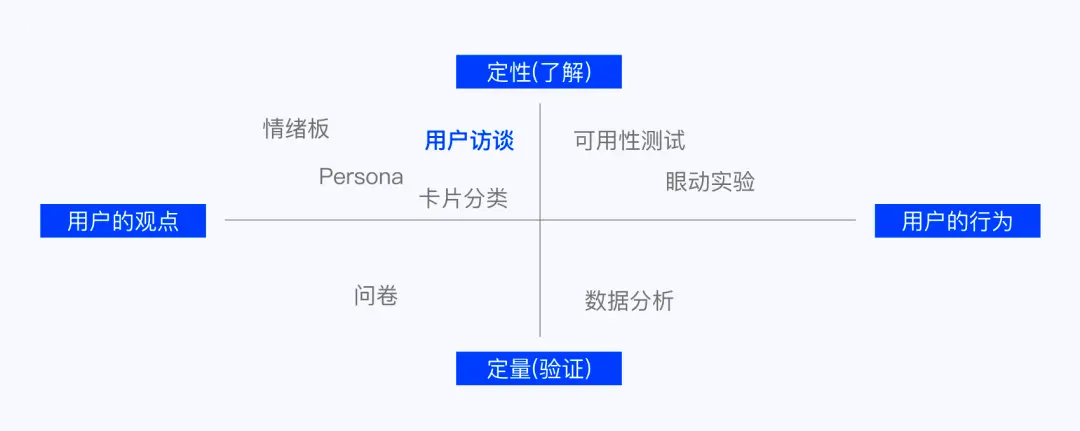 定性(了解)
情绪板
用户访谈
可用性测试
Persona
眼动实验
卡片分类
用户的观点
用户的行为
问卷
数据分析
定量(验证)